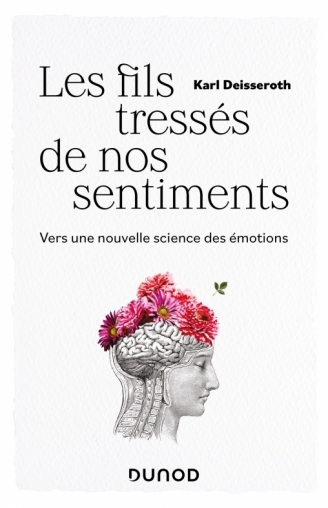 Les fils
Karl Deisseroth
tressés
de nos
sentiments
Vers une nouvelle science des émotions
DUNOD